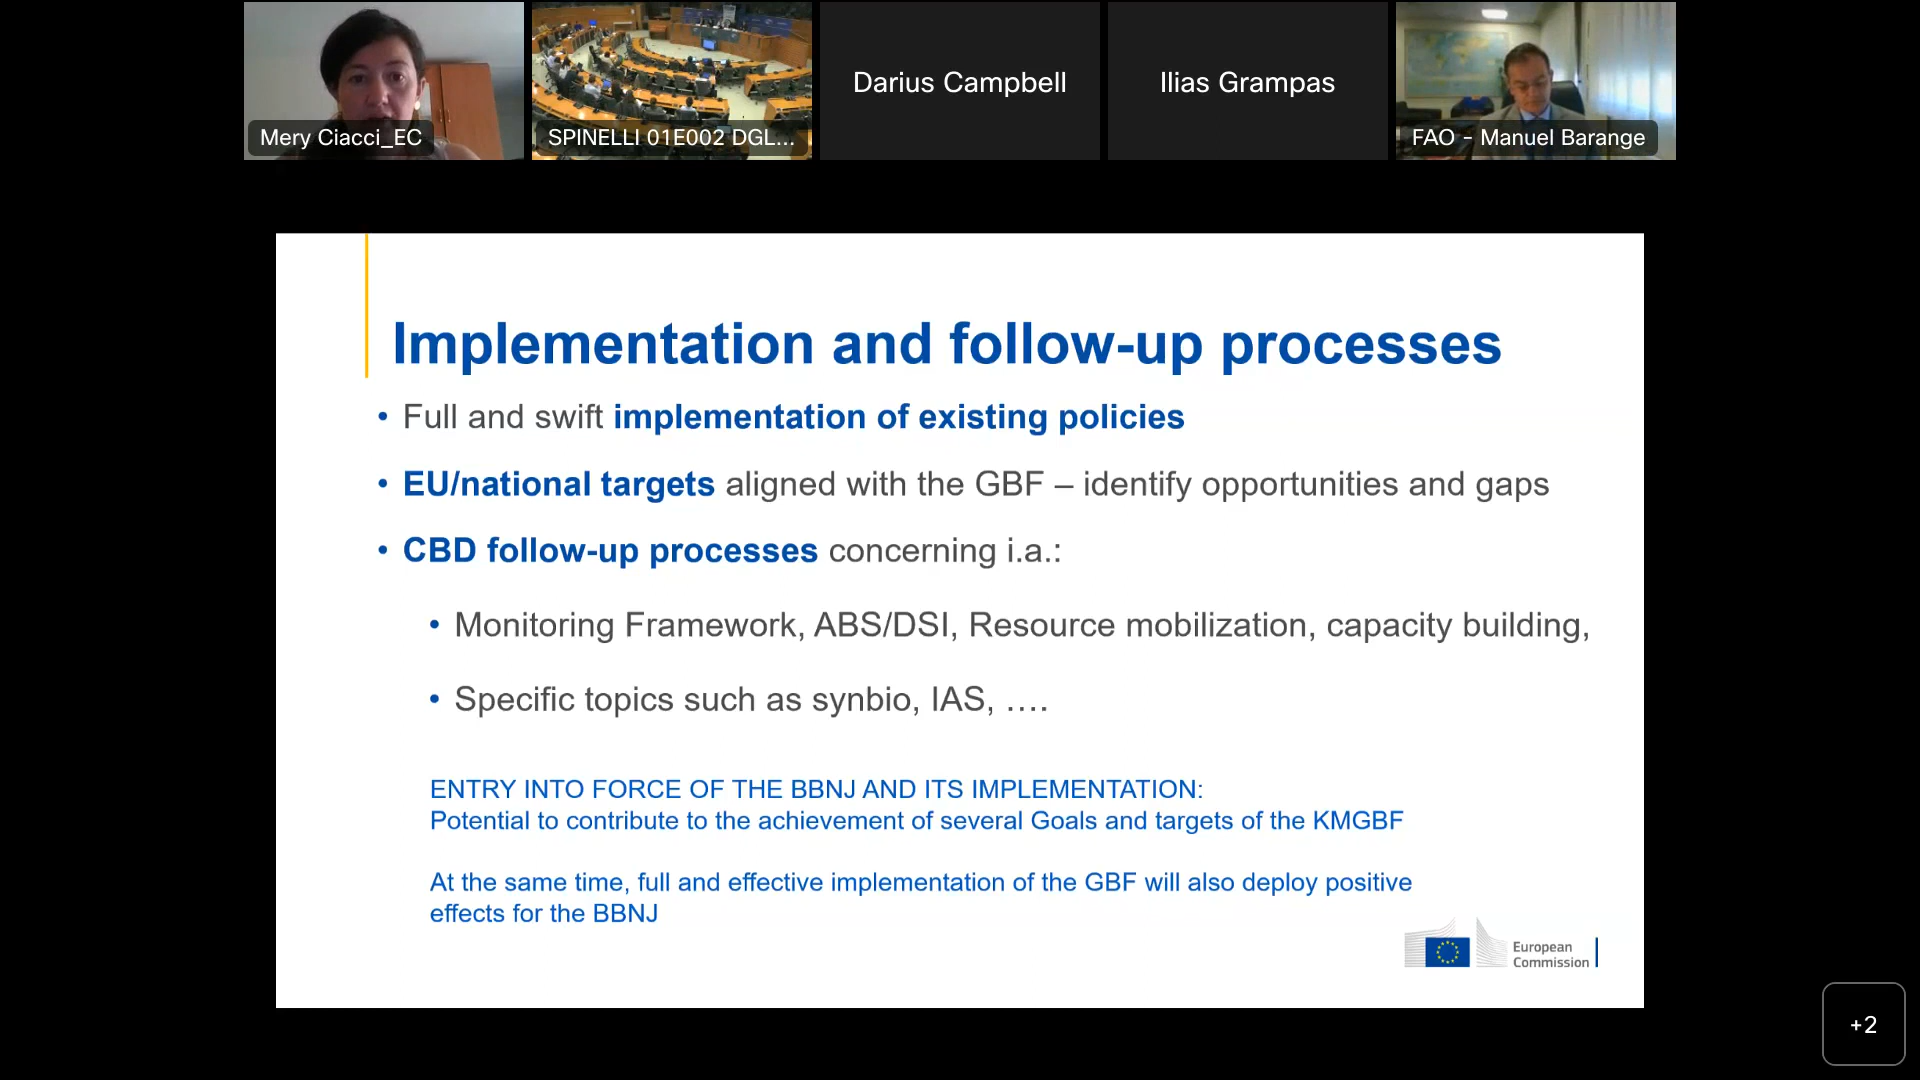 Mery Ciacci_EC
SPINELLI 01E002 DGL...
Darius Campbell
Ilias Grampas
FAO - Manuel Barange
Implementation and follow-up processes
• Full and swift implementation of existing policies
• EU/national targets aligned with the GBF – identify opportunities and gaps
• CBD follow-up processes concerning i.a.:
• Monitoring Framework, ABS/DSI, Resource mobilization, capacity building,
• Specific topics such as synbio, IAS, ….
ENTRY INTO FORCE OF THE BBNJ AND ITS IMPLEMENTATION:
Potential to contribute to the achievement of several Goals and targets of the KMGBF
At the same time, full and effective implementation of the GBF will also deploy positive
effects for the BBNJ
European
Commission
+2